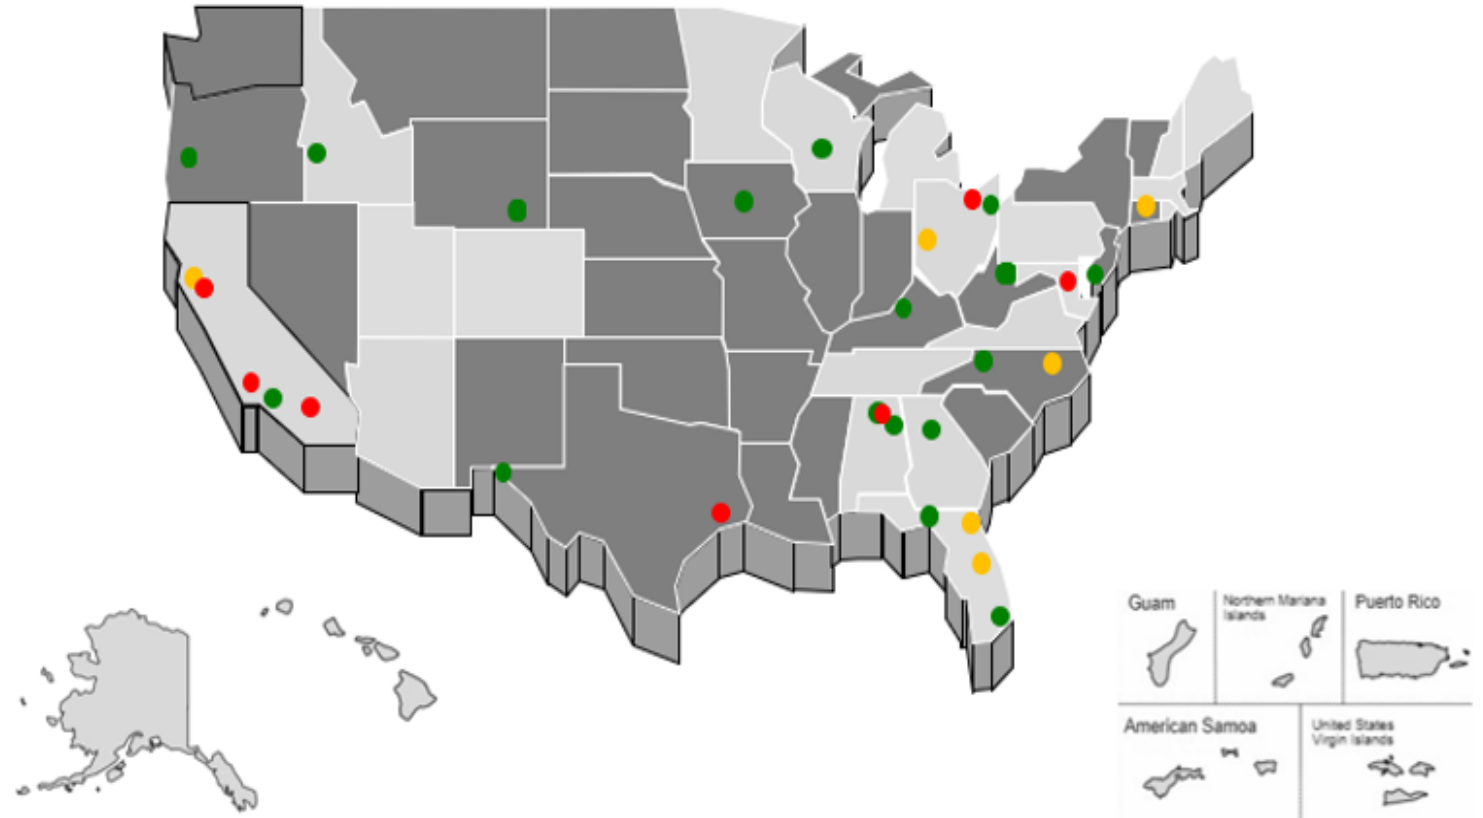 Guam
Northern Mariana
Islands
Puerto Rico
American Samoa
United States
Virgin Islands